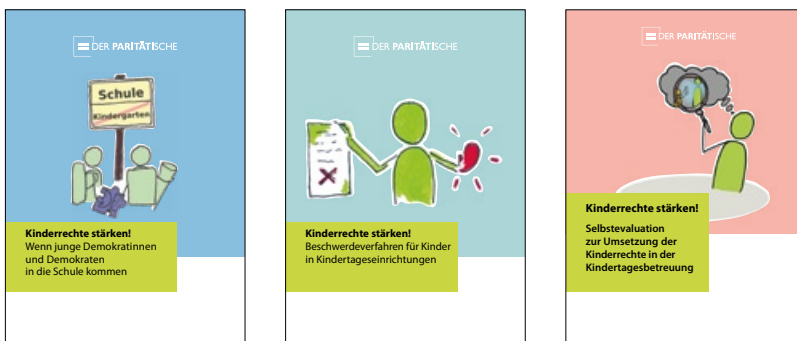 DER PARITÄTISCHE
Schule
Kindergarten
Kinderrechte stärken!
Wenn junge Demokratinnen
und Demokraten
in die Schule kommen
DER PARITÄTISCHE
Kinderrechte stärken!
Beschwerdeverfahren für Kinder
in Kindertageseinrichtungen
DER PARITÄTISCHE
Kinderrechte stärken!
Selbstevaluation
zur Umsetzung der
Kinderrechte in der
Kindertagesbetreuung